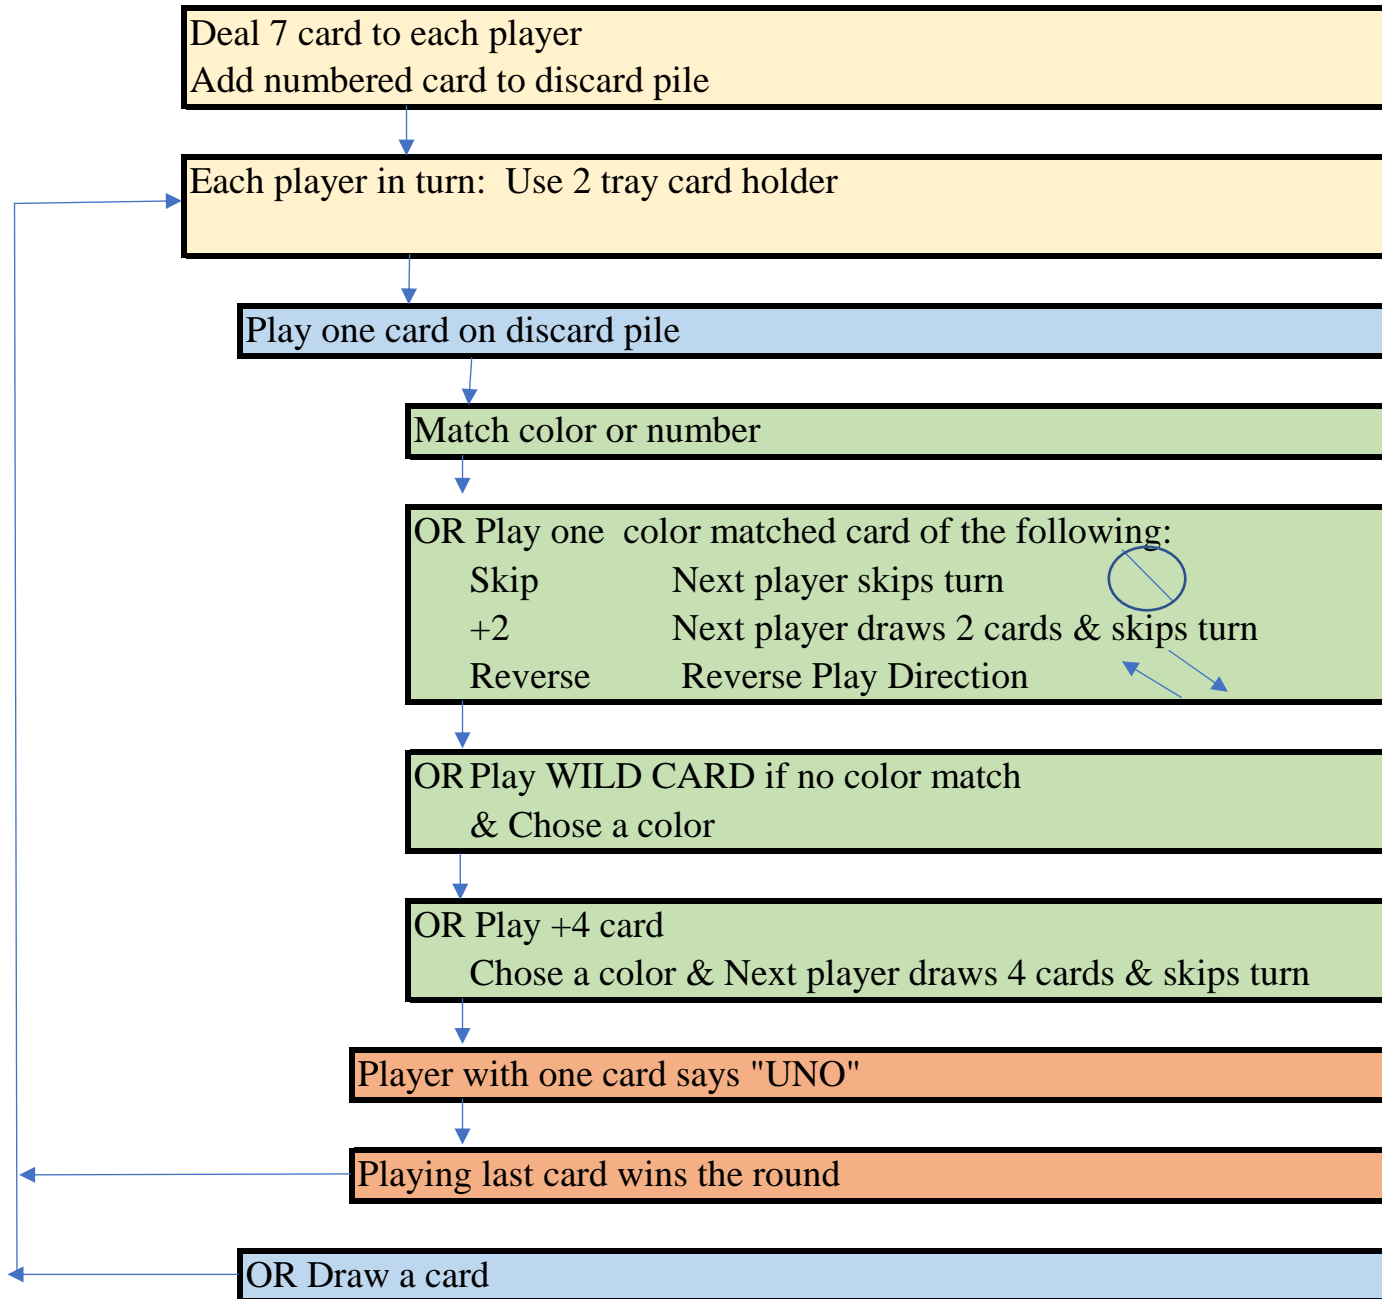 Deal 7 card to each player
Add numbered card to discard pile
Each player in turn: Use 2 tray card holder
Play one card on discard pile
Match color or number
OR Play one color matched card of the following:
Skip Next player skips turn
+2 Next player draws 2 cards & skips turn
Reverse Reverse Play Direction
OR Play WILD CARD if no color match
& Chose a color
OR Play +4 card
Chose a color & Next player draws 4 cards & skips turn
Player with one card says "UNO"
Playing last card wins the round
OR Draw a card